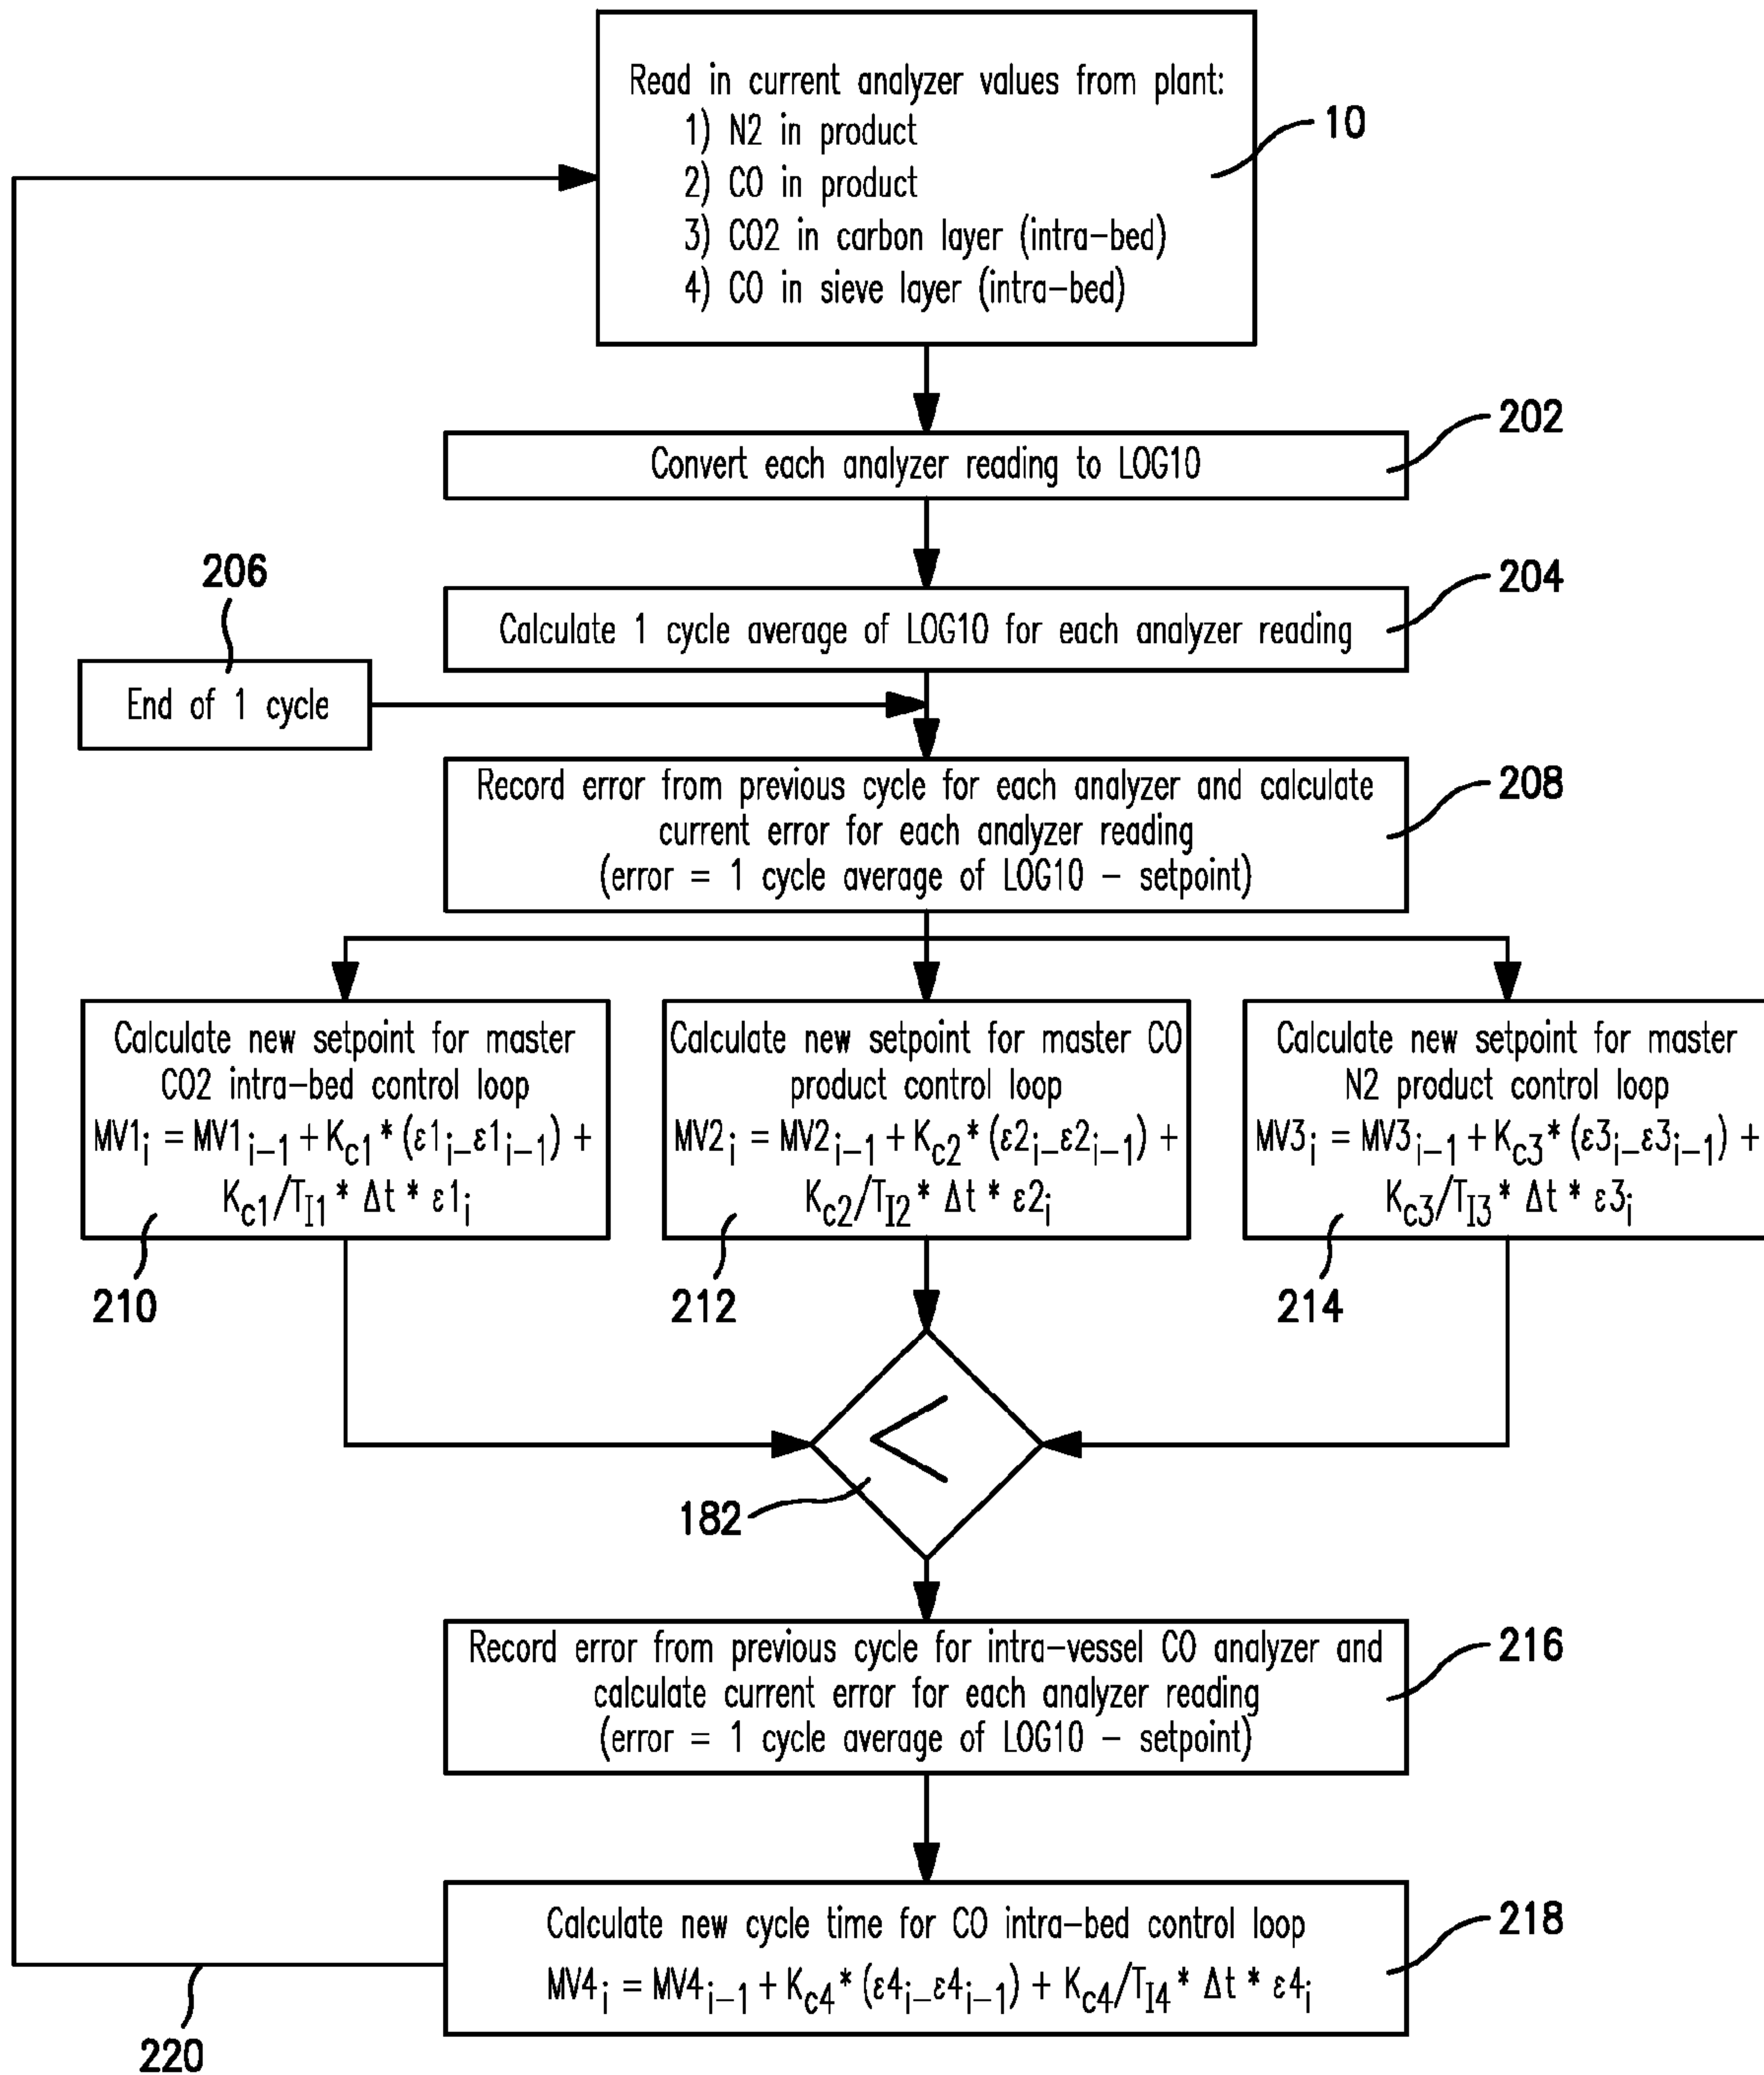 Read in current analyzer values from plant:
1) N2 in product
2) CO in product
3) CO2 in carbon layer (intra-bed)
4) CO in sieve layer (intra-bed)
10
Convert each analyzer reading to LOG10
202
Calculate 1 cycle average of LOG10 for each analyzer reading
204
206
End of 1 cycle
Record error from previous cycle for each analyzer and calculate
current error for each analyzer reading
(error = 1 cycle average of LOG10 - setpoint)
208
Calculate new setpoint for master
CO2 intra-bed control loop
MV1i = MV1i-1 + Kc1 * (ε1i-ε1i-1) +
Kc1/TI1 * Δt * ε1i
210
Calculate new setpoint for master CO
product control loop
MV2i = MV2i-1 + Kc2 * (ε2i-ε2i-1) +
Kc2/TI2 * Δt * ε2i
212
Calculate new setpoint for master
N2 product control loop
MV3i = MV3i-1 + Kc3 * (ε3i-ε3i-1) +
Kc3/TI3 * Δt * ε3i
214
<
182
Record error from previous cycle for intra-vessel CO analyzer and
calculate current error for each analyzer reading
(error = 1 cycle average of LOG10 - setpoint)
216
Calculate new cycle time for CO intra-bed control loop
MV4i = MV4i-1 + Kc4 * (ε4i-ε4i-1) + Kc4/TI4 * Δt * ε4i
218
220